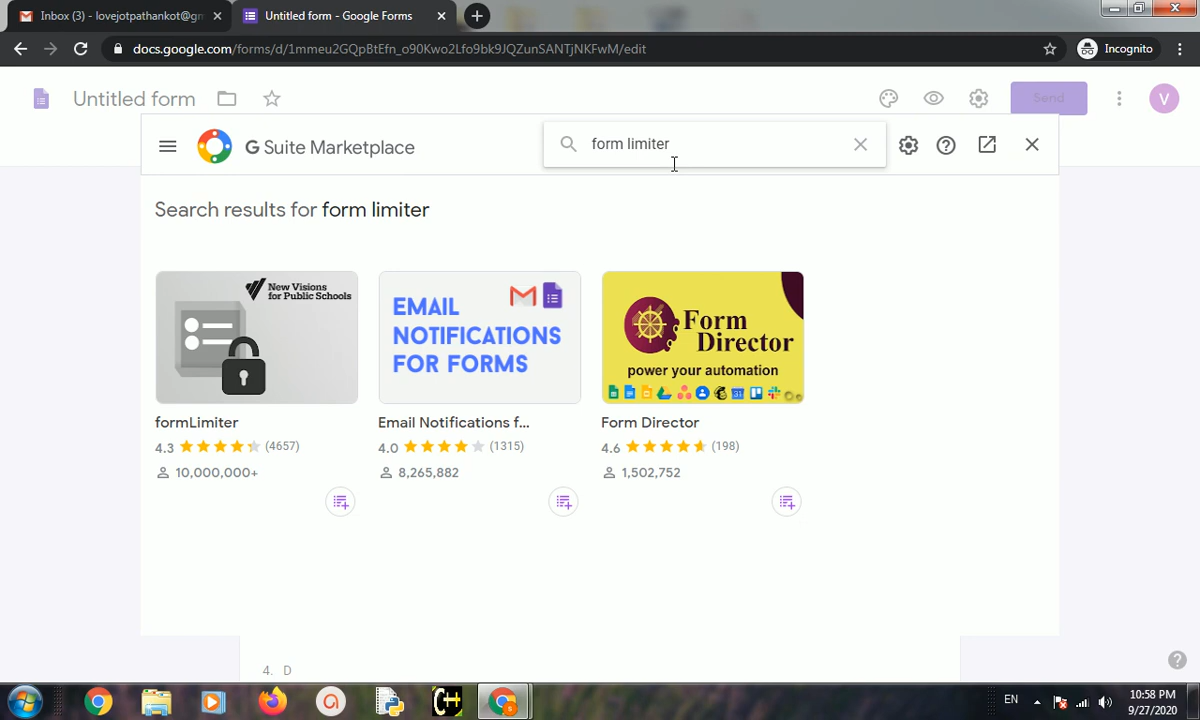 Inbox (3) - lovejotpathankot@gm
Untitled form - Google Forms
docs.google.com/forms/d/1mmeu2GQpBtEfn_o90Kwo2Lfo9bk9JQZunSANTjNKFwM/edit
Incognito
Untitled form
Send
V
G Suite Marketplace
form limiter
Search results for form limiter
New Visions
for Public Schools
EMAIL
NOTIFICATIONS
FOR FORMS
Form
Director
power your automation
formLimiter
Email Notifications f...
Form Director
4.3 (4657)
4.0 (1315)
4.6 (198)
10,000,000+
8,265,882
1,502,752
4. D
EN
10:58 PM
9/27/2020